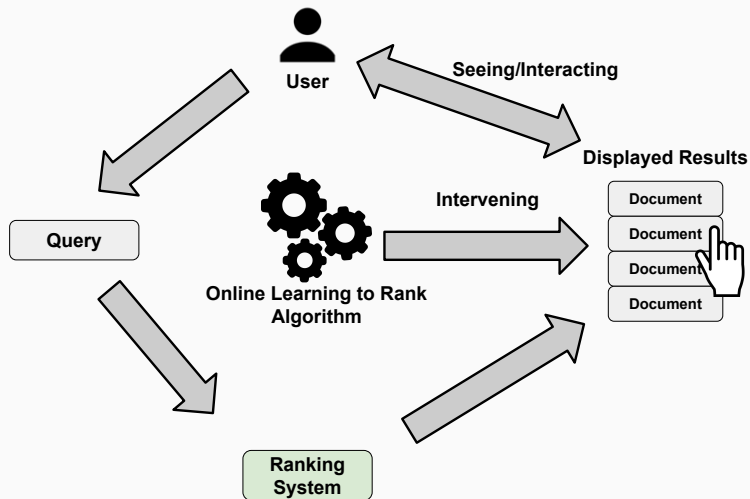 User
Seeing/Interacting
Displayed Results
Document
Document
Document
Document
Intervening
Query
Online Learning to Rank
Algorithm
Ranking
System